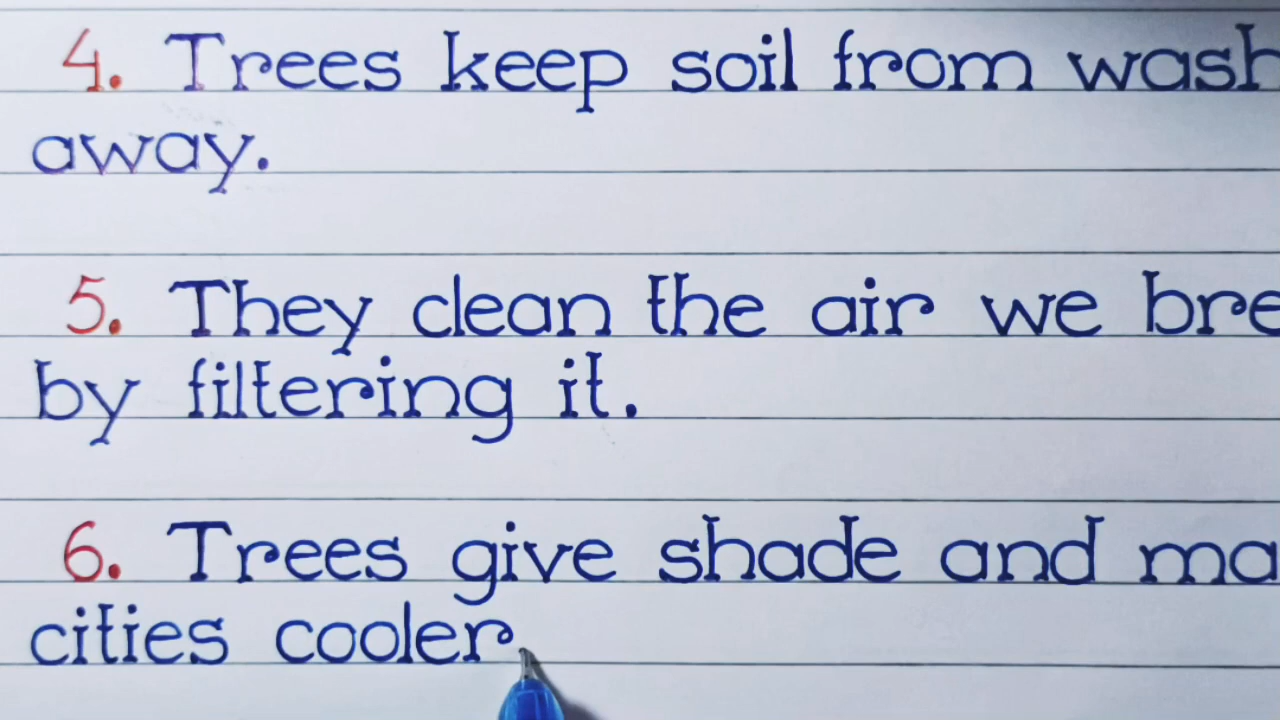 4. Trees keep soil from wash
away.
5. They clean the air we bre
by filtering it.
6. Trees give shade and ma
cities cooler